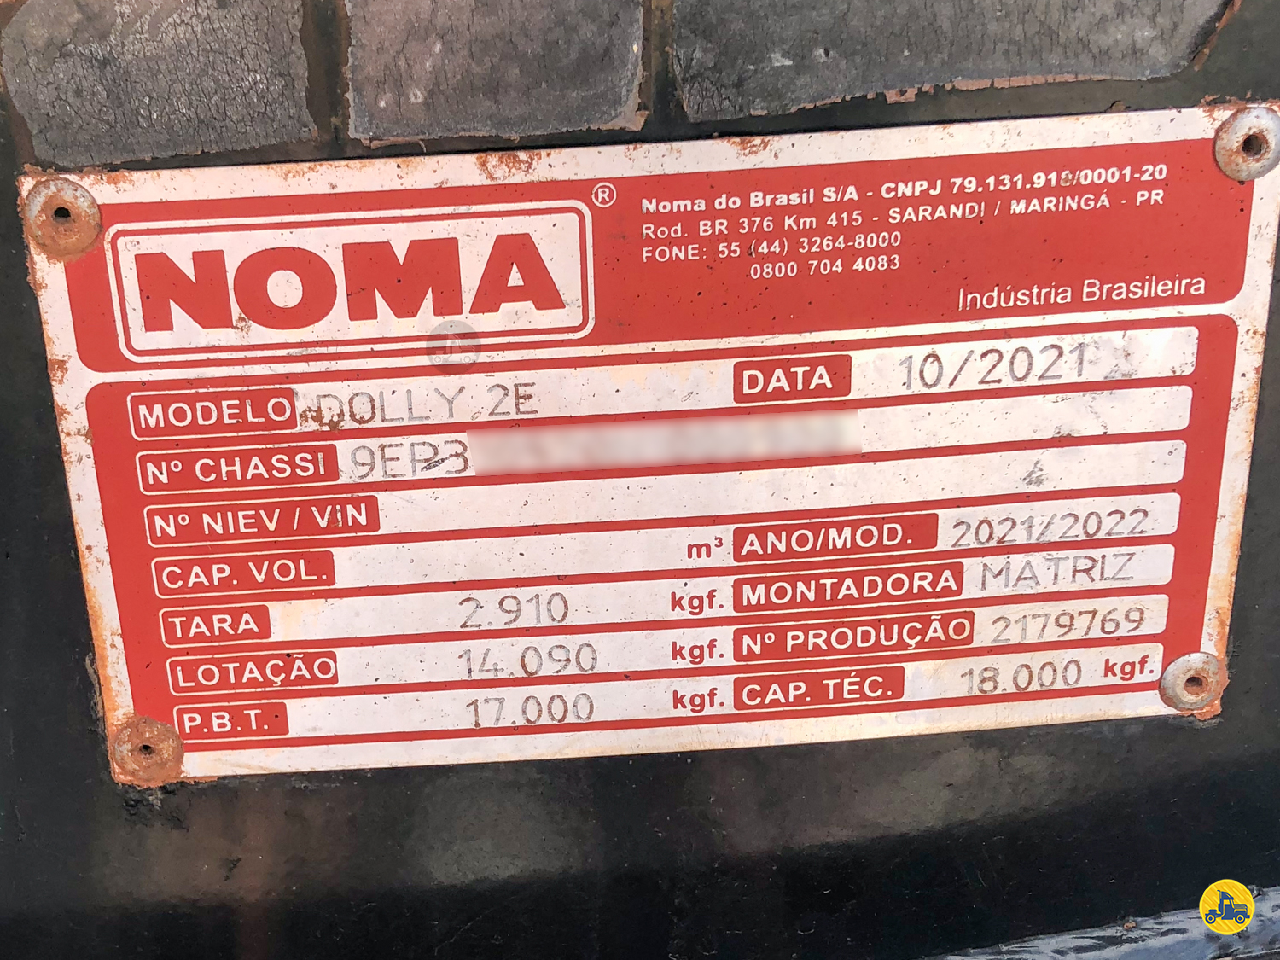 NOMA®
Noma do Brasil S/A - CNPJ 79.131.918/0001-20
Rod. BR 376 Km 415 - SARANDI / MARINGÁ - PR
FONE: 55 (44) 3264-8000
0800 704 4083
Indústria Brasileira
MODELO DOLLY 2E DATA 10/2021
Nº CHASSI 9EP3
Nº NIEV / VIN
CAP. VOL. m³ ANO/MOD. 2021/2022
TARA 2.910 kgf. MONTADORA MATRIZ
LOTAÇÃO 14.090 kgf. Nº PRODUÇÃO 2179769
P.B.T. 17.000 kgf. CAP. TÉC. 18.000 kgf.